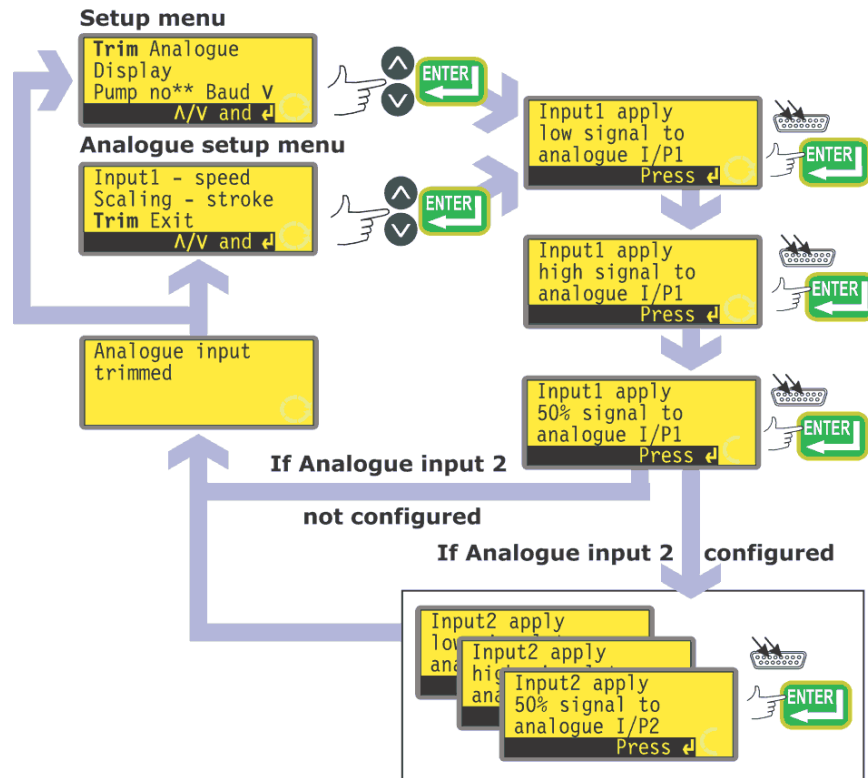 Setup menu
Trim Analogue
Display
Pump no** Baud V
Λ/V and ↲
ENTER
Analogue setup menu
Input1 - speed
Scaling - stroke
Trim Exit
Λ/V and ↲
ENTER
Input1 apply
low signal to
analogue I/P1
Press ↲
ENTER
Input1 apply
high signal to
analogue I/P1
Press ↲
ENTER
Analogue input
trimmed
Input1 apply
50% signal to
analogue I/P1
Press ↲
ENTER
If Analogue input 2
not configured
If Analogue input 2 configured
Input2 apply
Input2 apply
Input2 apply
50% signal to
analogue I/P2
Press ↲
ENTER